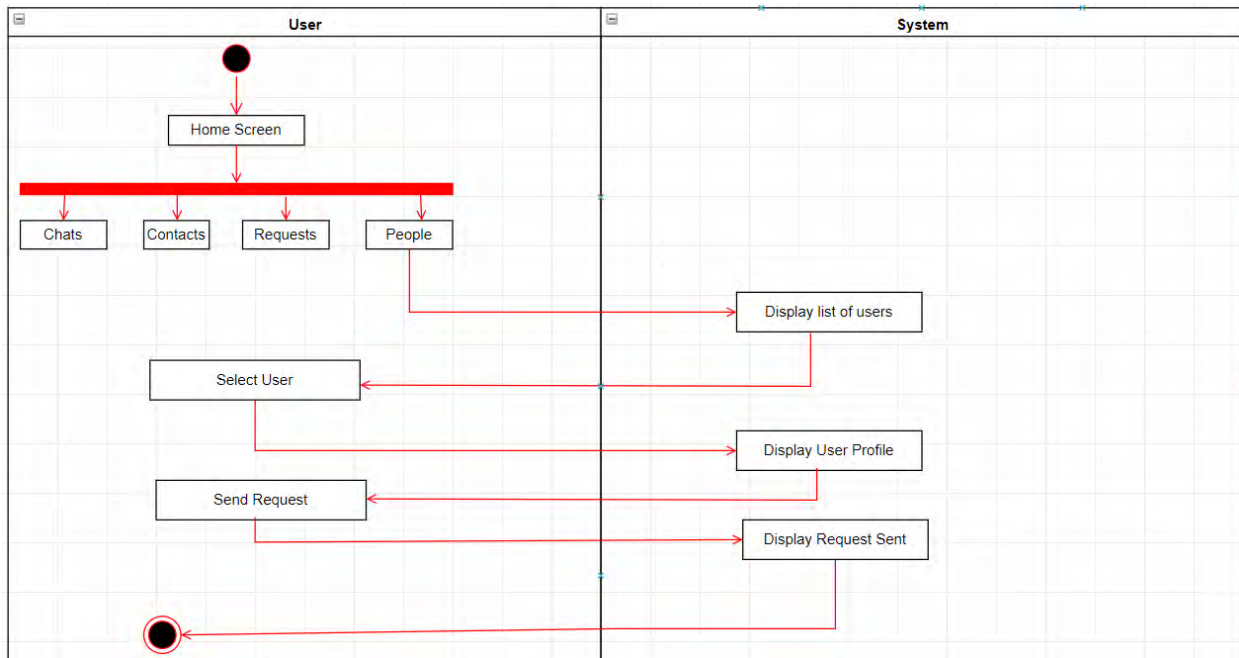 User
System
Home Screen
Chats
Contacts
Requests
People
Display list of users
Select User
Display User Profile
Send Request
Display Request Sent